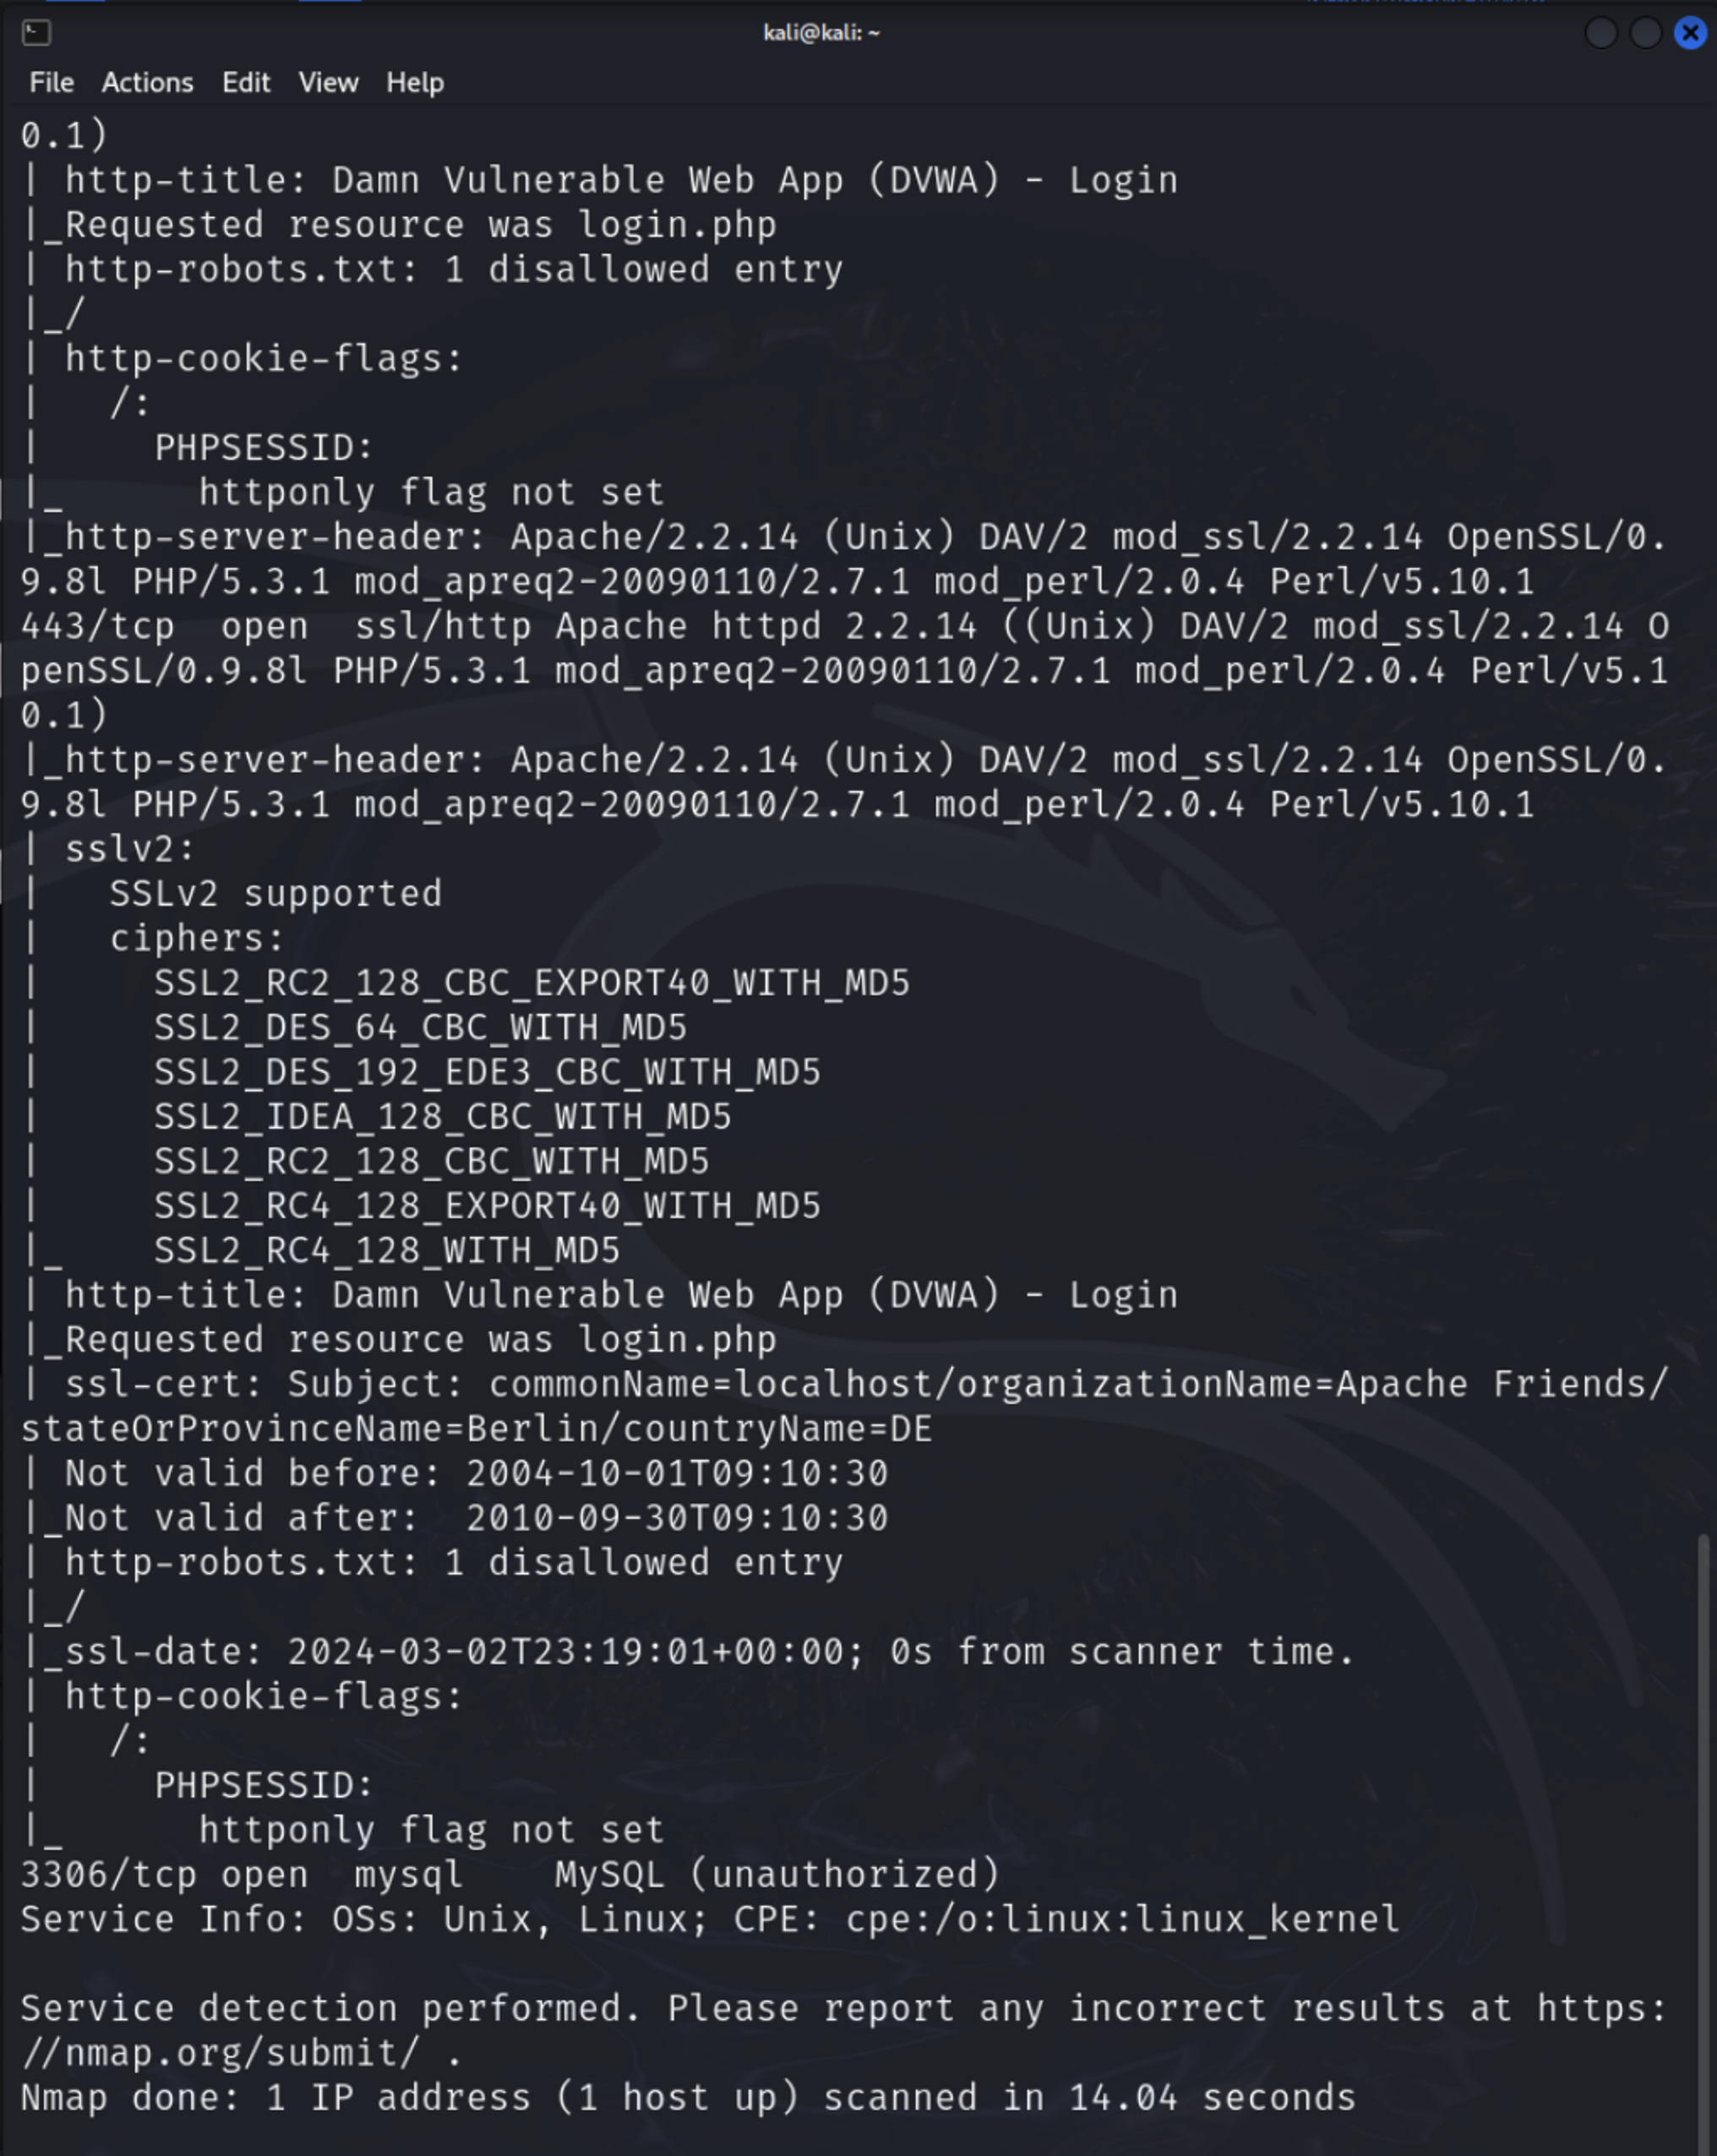 kali@kali: ~
File Actions Edit View Help
0.1)
| http-title: Damn Vulnerable Web App (DVWA) - Login
|_Requested resource was login.php
| http-robots.txt: 1 disallowed entry
|_/
| http-cookie-flags:
|   /:
|     PHPSESSID:
|_      httponly flag not set
|_http-server-header: Apache/2.2.14 (Unix) DAV/2 mod_ssl/2.2.14 OpenSSL/0.
9.8l PHP/5.3.1 mod_apreq2-20090110/2.7.1 mod_perl/2.0.4 Perl/v5.10.1
443/tcp  open  ssl/http Apache httpd 2.2.14 ((Unix) DAV/2 mod_ssl/2.2.14 O
penSSL/0.9.8l PHP/5.3.1 mod_apreq2-20090110/2.7.1 mod_perl/2.0.4 Perl/v5.1
0.1)
|_http-server-header: Apache/2.2.14 (Unix) DAV/2 mod_ssl/2.2.14 OpenSSL/0.
9.8l PHP/5.3.1 mod_apreq2-20090110/2.7.1 mod_perl/2.0.4 Perl/v5.10.1
| sslv2:
|   SSLv2 supported
|   ciphers:
|     SSL2_RC2_128_CBC_EXPORT40_WITH_MD5
|     SSL2_DES_64_CBC_WITH_MD5
|     SSL2_DES_192_EDE3_CBC_WITH_MD5
|     SSL2_IDEA_128_CBC_WITH_MD5
|     SSL2_RC2_128_CBC_WITH_MD5
|     SSL2_RC4_128_EXPORT40_WITH_MD5
|_    SSL2_RC4_128_WITH_MD5
| http-title: Damn Vulnerable Web App (DVWA) - Login
|_Requested resource was login.php
| ssl-cert: Subject: commonName=localhost/organizationName=Apache Friends/
stateOrProvinceName=Berlin/countryName=DE
| Not valid before: 2004-10-01T09:10:30
|_Not valid after:  2010-09-30T09:10:30
| http-robots.txt: 1 disallowed entry
|_/
|_ssl-date: 2024-03-02T23:19:01+00:00; 0s from scanner time.
| http-cookie-flags:
|   /:
|     PHPSESSID:
|_      httponly flag not set
3306/tcp open  mysql    MySQL (unauthorized)
Service Info: OSs: Unix, Linux; CPE: cpe:/o:linux:linux_kernel
Service detection performed. Please report any incorrect results at https:
//nmap.org/submit/ .
Nmap done: 1 IP address (1 host up) scanned in 14.04 seconds